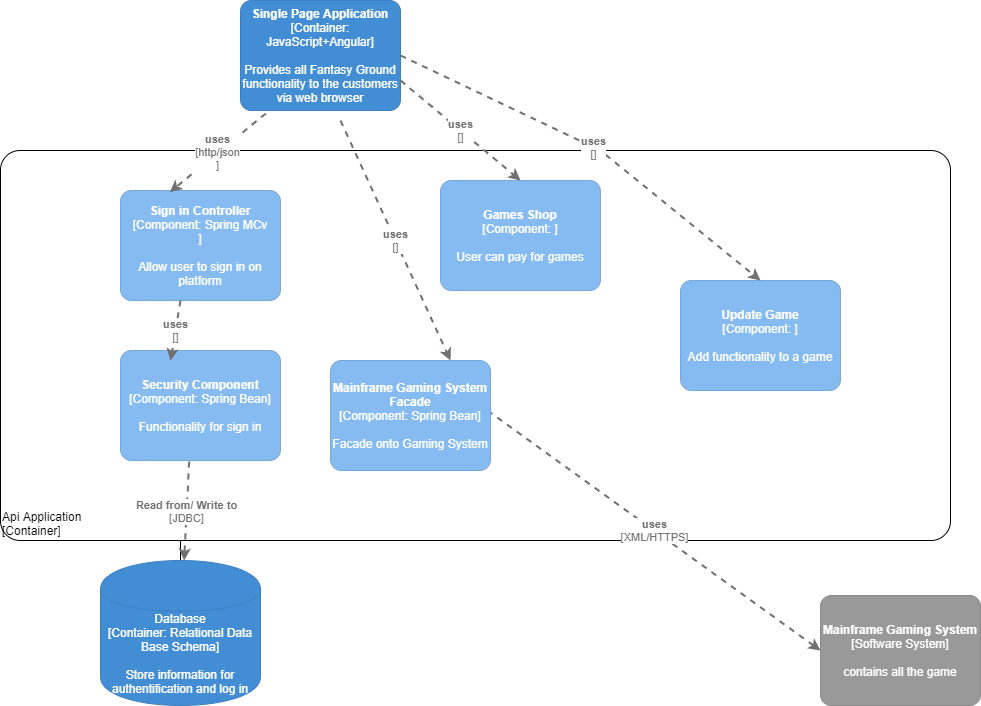 Single Page Application
[Container:
JavaScript+Angular]
Provides all Fantasy Ground
functionality to the customers
via web browser
uses
[http/json
]
uses
[]
uses
[]
uses
[]
Sign in Controller
[Component: Spring MCv
]
Allow user to sign in on
platform
Games Shop
[Component: ]
User can pay for games
Update Game
[Component: ]
Add functionality to a game
uses
[]
Security Component
[Component: Spring Bean]
Functionality for sign in
Mainframe Gaming System
Facade
[Component: Spring Bean]
Facade onto Gaming System
Read from/ Write to
[JDBC]
Api Application
[Container]
uses
[XML/HTTPS]
Database
[Container: Relational Data
Base Schema]
Store information for
authentification and log in
Mainframe Gaming System
[Software System]
contains all the game